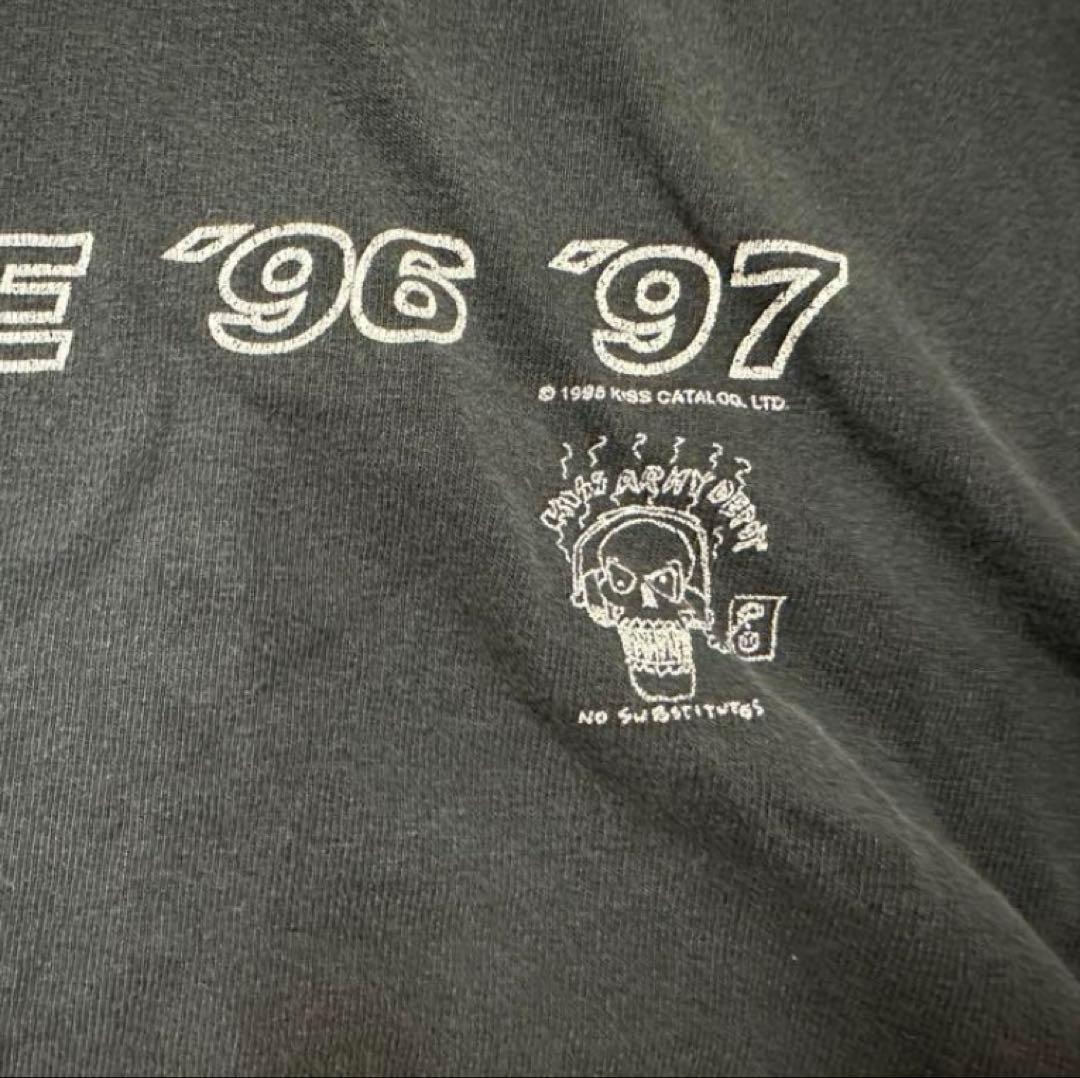 E '96 '97
© 1996 KISS CATALOG, LTD.
KISS ARMY DEPOT
NO SUBSTITUTES